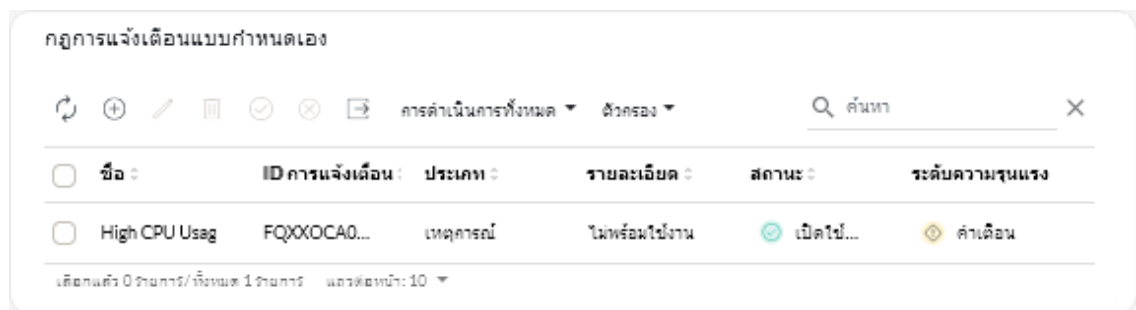 กฎการแจ้งเตือนแบบกำหนดเอง
การดำเนินการทั้งหมด ตัวกรอง ค้นหา
ชื่อ ID การแจ้งเตือน ประเภท รายละเอียด สถานะ ระดับความรุนแรง
High CPU Usag FQXXOCA0... เหตุการณ์ ไม่พร้อมใช้งาน เปิดใช้... คำเตือน
เลือกแล้ว 0 รายการ/ทั้งหมด 1 รายการ แถวต่อหน้า: 10